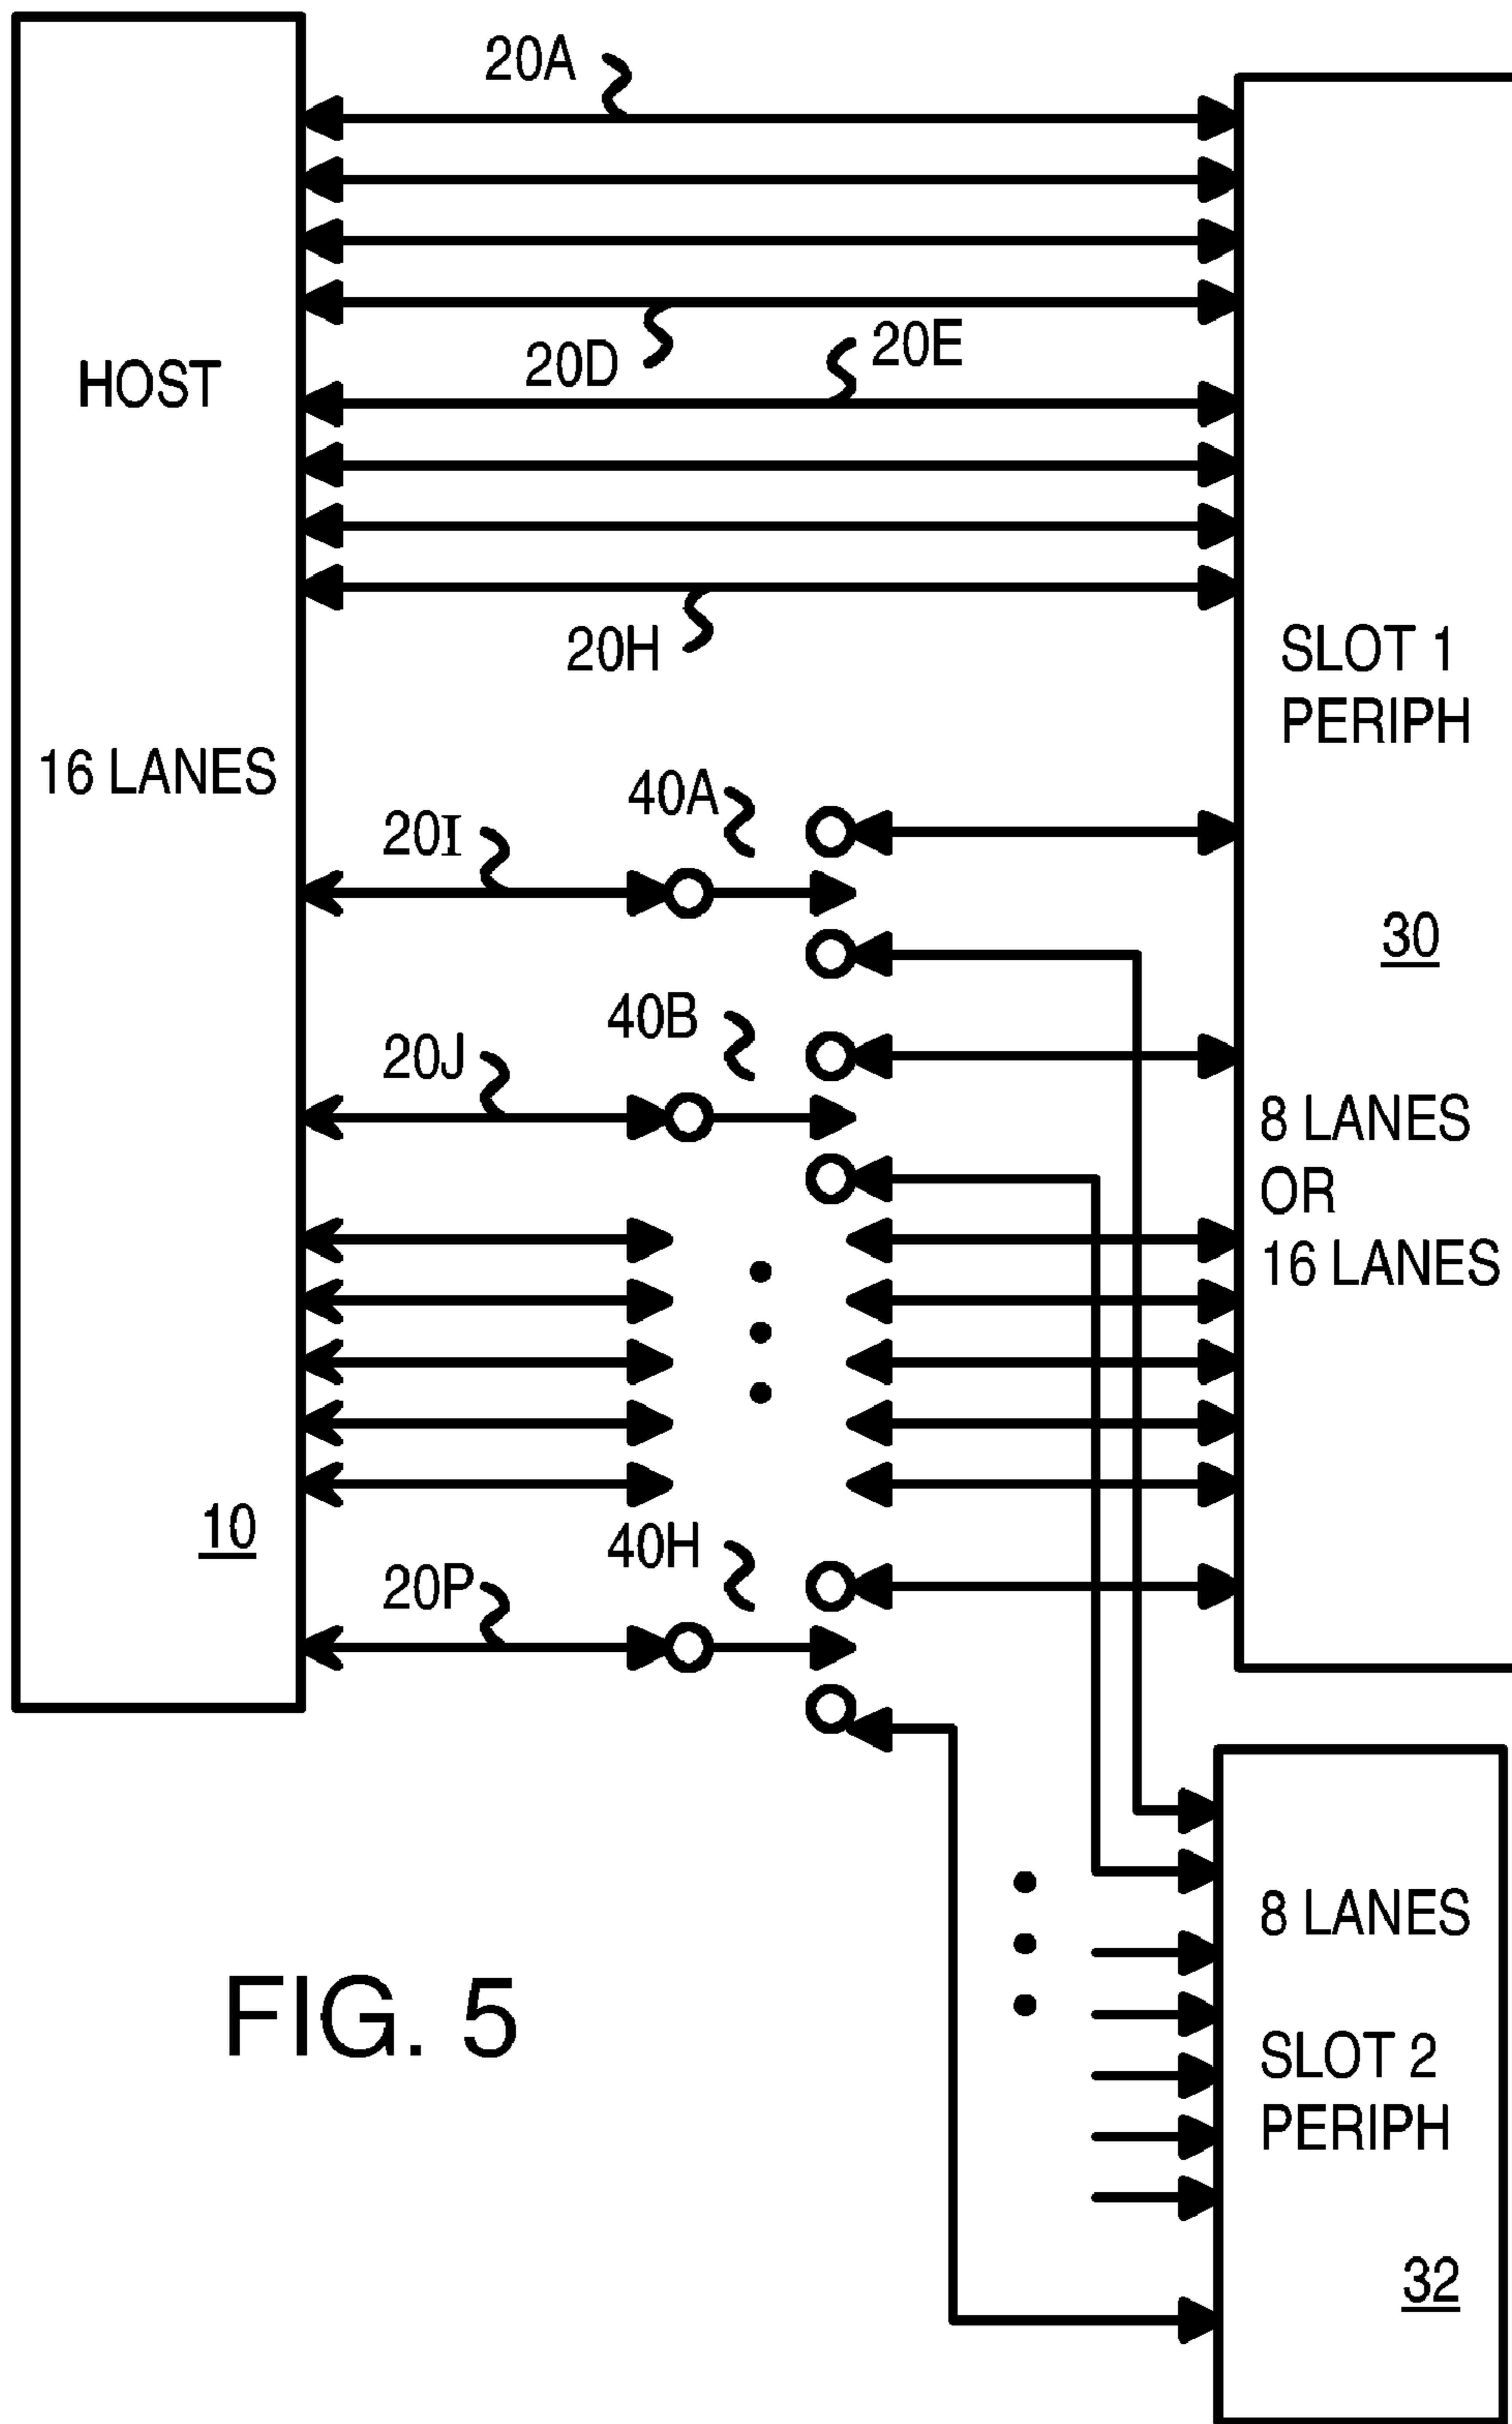 20A
20D
20E
HOST
20H
SLOT 1
PERIPH
16 LANES
40A
20I
30
40B
20J
8 LANES
OR
16 LANES
10
40H
20P
8 LANES
FIG. 5
SLOT 2
PERIPH
32